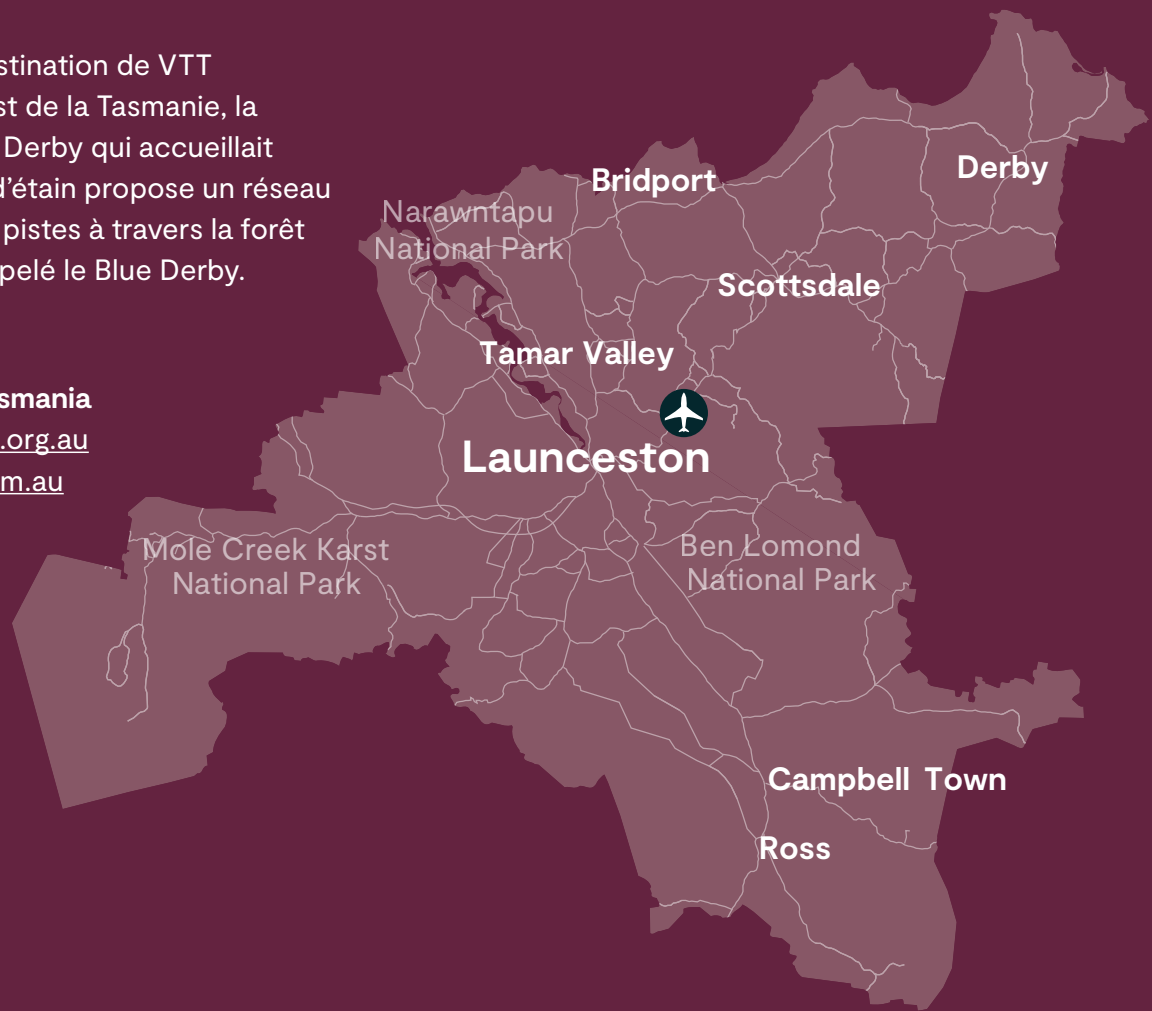 stination de VTT
st de la Tasmanie, la
Derby qui accueillait
d’étain propose un réseau
pistes à travers la forêt
pelé le Blue Derby.
smania
.org.au
m.au
Bridport
Derby
Narawntapu
National Park
Scottsdale
Tamar Valley
Launceston
Mole Creek Karst
National Park
Ben Lomond
National Park
Campbell Town
Ross